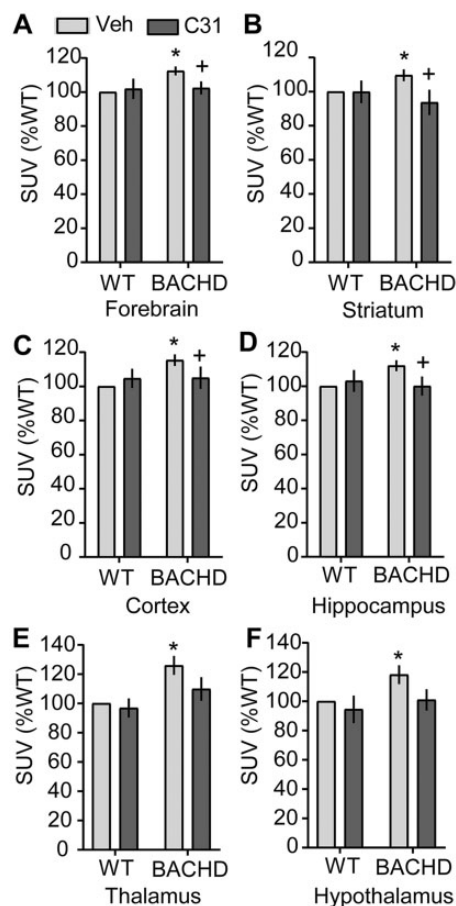 Veh C31
A
SUV (%WT)
120
100
80
60
40
20
0
*
+
WT BACHD
Forebrain
B
SUV (%WT)
120
100
80
60
40
20
0
*
+
WT BACHD
Striatum
C
SUV (%WT)
120
100
80
60
40
20
0
*
+
WT BACHD
Cortex
D
SUV (%WT)
120
100
80
60
40
20
0
*
+
WT BACHD
Hippocampus
E
SUV (%WT)
140
120
100
80
60
40
20
0
*
WT BACHD
Thalamus
F
SUV (%WT)
140
120
100
80
60
40
20
0
*
WT BACHD
Hypothalamus